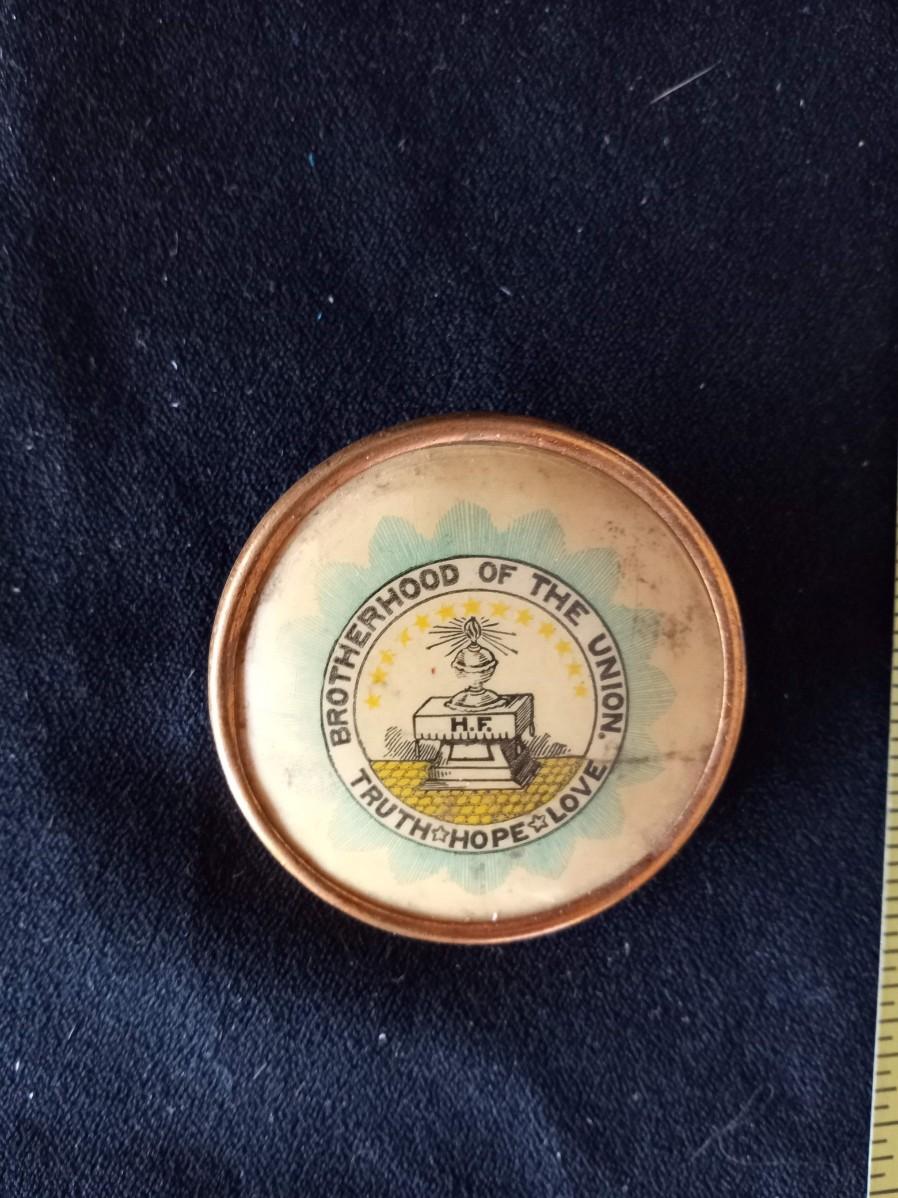 BROTHERHOOD OF THE UNION.
H.F.
TRUTH☆HOPE☆LOVE